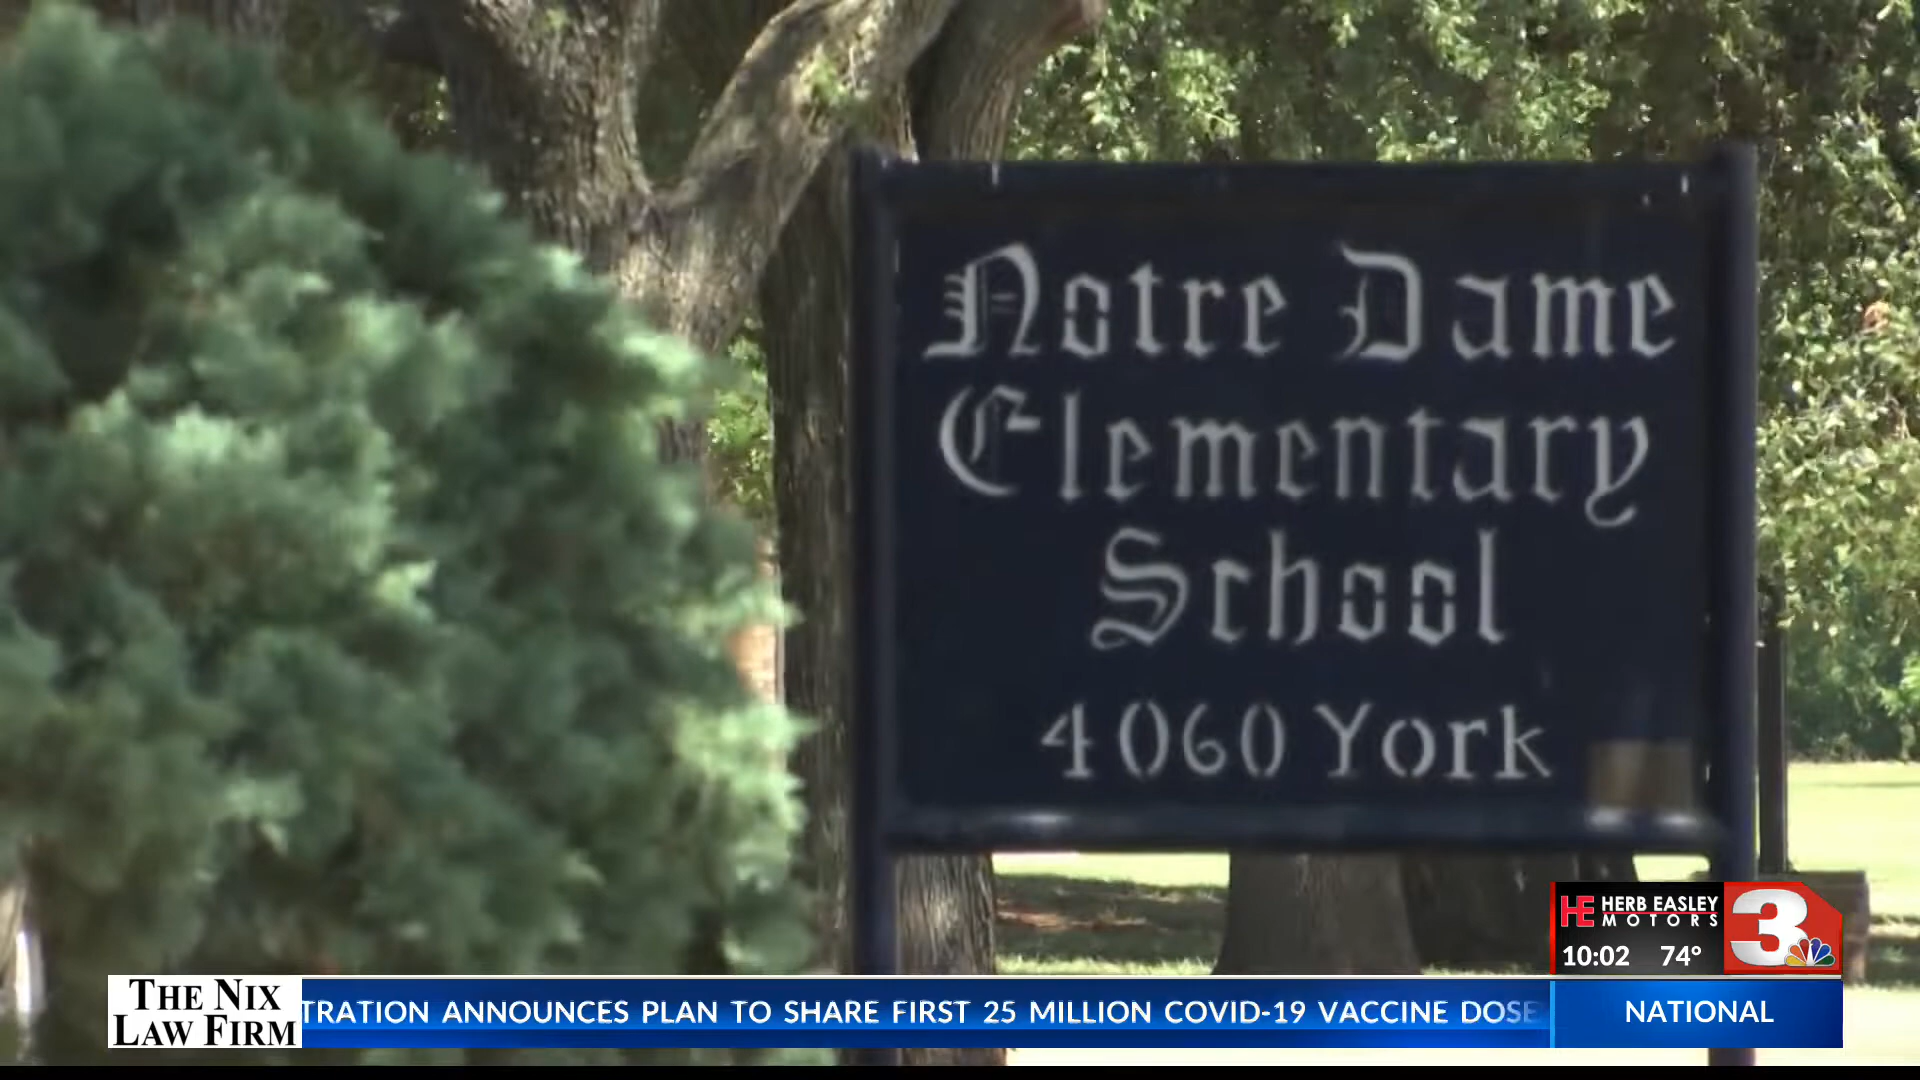 Notre Dame
Elementary
School
4060 York
HE HERB EASLEY
MOTORS
3
10:02 74°
THE NIX
LAW FIRM
TRATION ANNOUNCES PLAN TO SHARE FIRST 25 MILLION COVID-19 VACCINE DOSE
NATIONAL